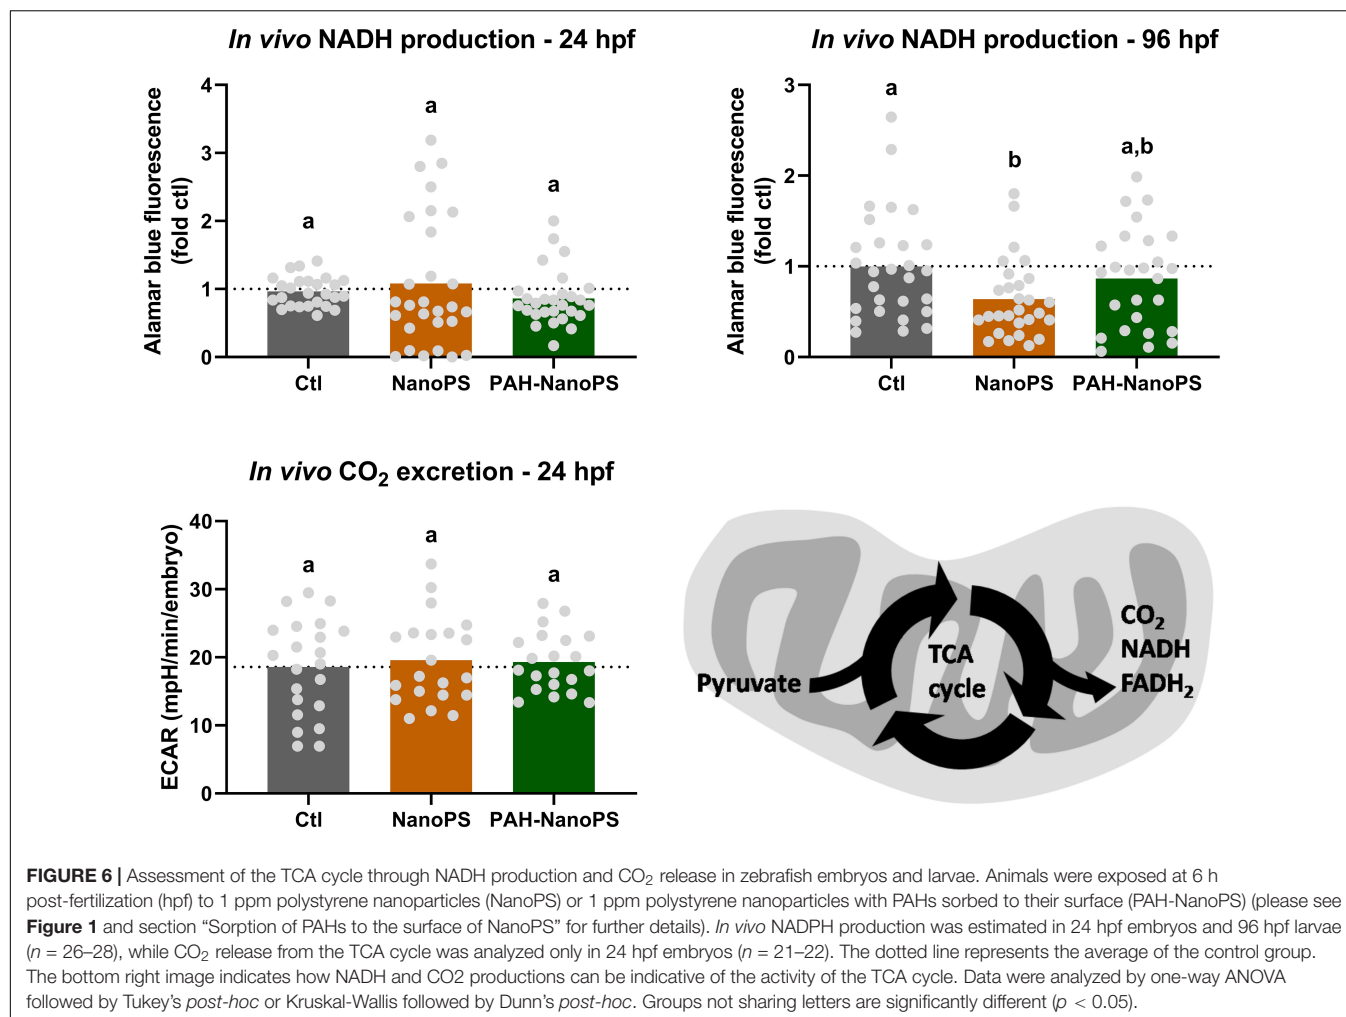 In vivo NADH production - 24 hpf
Alamar blue fluorescence
(fold ctl)
4
3
2
1
0
a
a
a
Ctl
NanoPS
PAH-NanoPS
In vivo NADH production - 96 hpf
Alamar blue fluorescence
(fold ctl)
3
2
1
0
a
b
a,b
Ctl
NanoPS
PAH-NanoPS
In vivo CO₂ excretion - 24 hpf
ECAR (mpH/min/embryo)
40
30
20
10
0
a
a
a
Ctl
NanoPS
PAH-NanoPS
Pyruvate
TCA
cycle
CO₂
NADH
FADH₂
FIGURE 6 | Assessment of the TCA cycle through NADH production and CO₂ release in zebrafish embryos and larvae. Animals were exposed at 6 h
post-fertilization (hpf) to 1 ppm polystyrene nanoparticles (NanoPS) or 1 ppm polystyrene nanoparticles with PAHs sorbed to their surface (PAH-NanoPS) (please see
Figure 1 and section “Sorption of PAHs to the surface of NanoPS” for further details). In vivo NADPH production was estimated in 24 hpf embryos and 96 hpf larvae
(n = 26–28), while CO₂ release from the TCA cycle was analyzed only in 24 hpf embryos (n = 21–22). The dotted line represents the average of the control group.
The bottom right image indicates how NADH and CO2 productions can be indicative of the activity of the TCA cycle. Data were analyzed by one-way ANOVA
followed by Tukey’s post-hoc or Kruskal-Wallis followed by Dunn’s post-hoc. Groups not sharing letters are significantly different (p < 0.05).